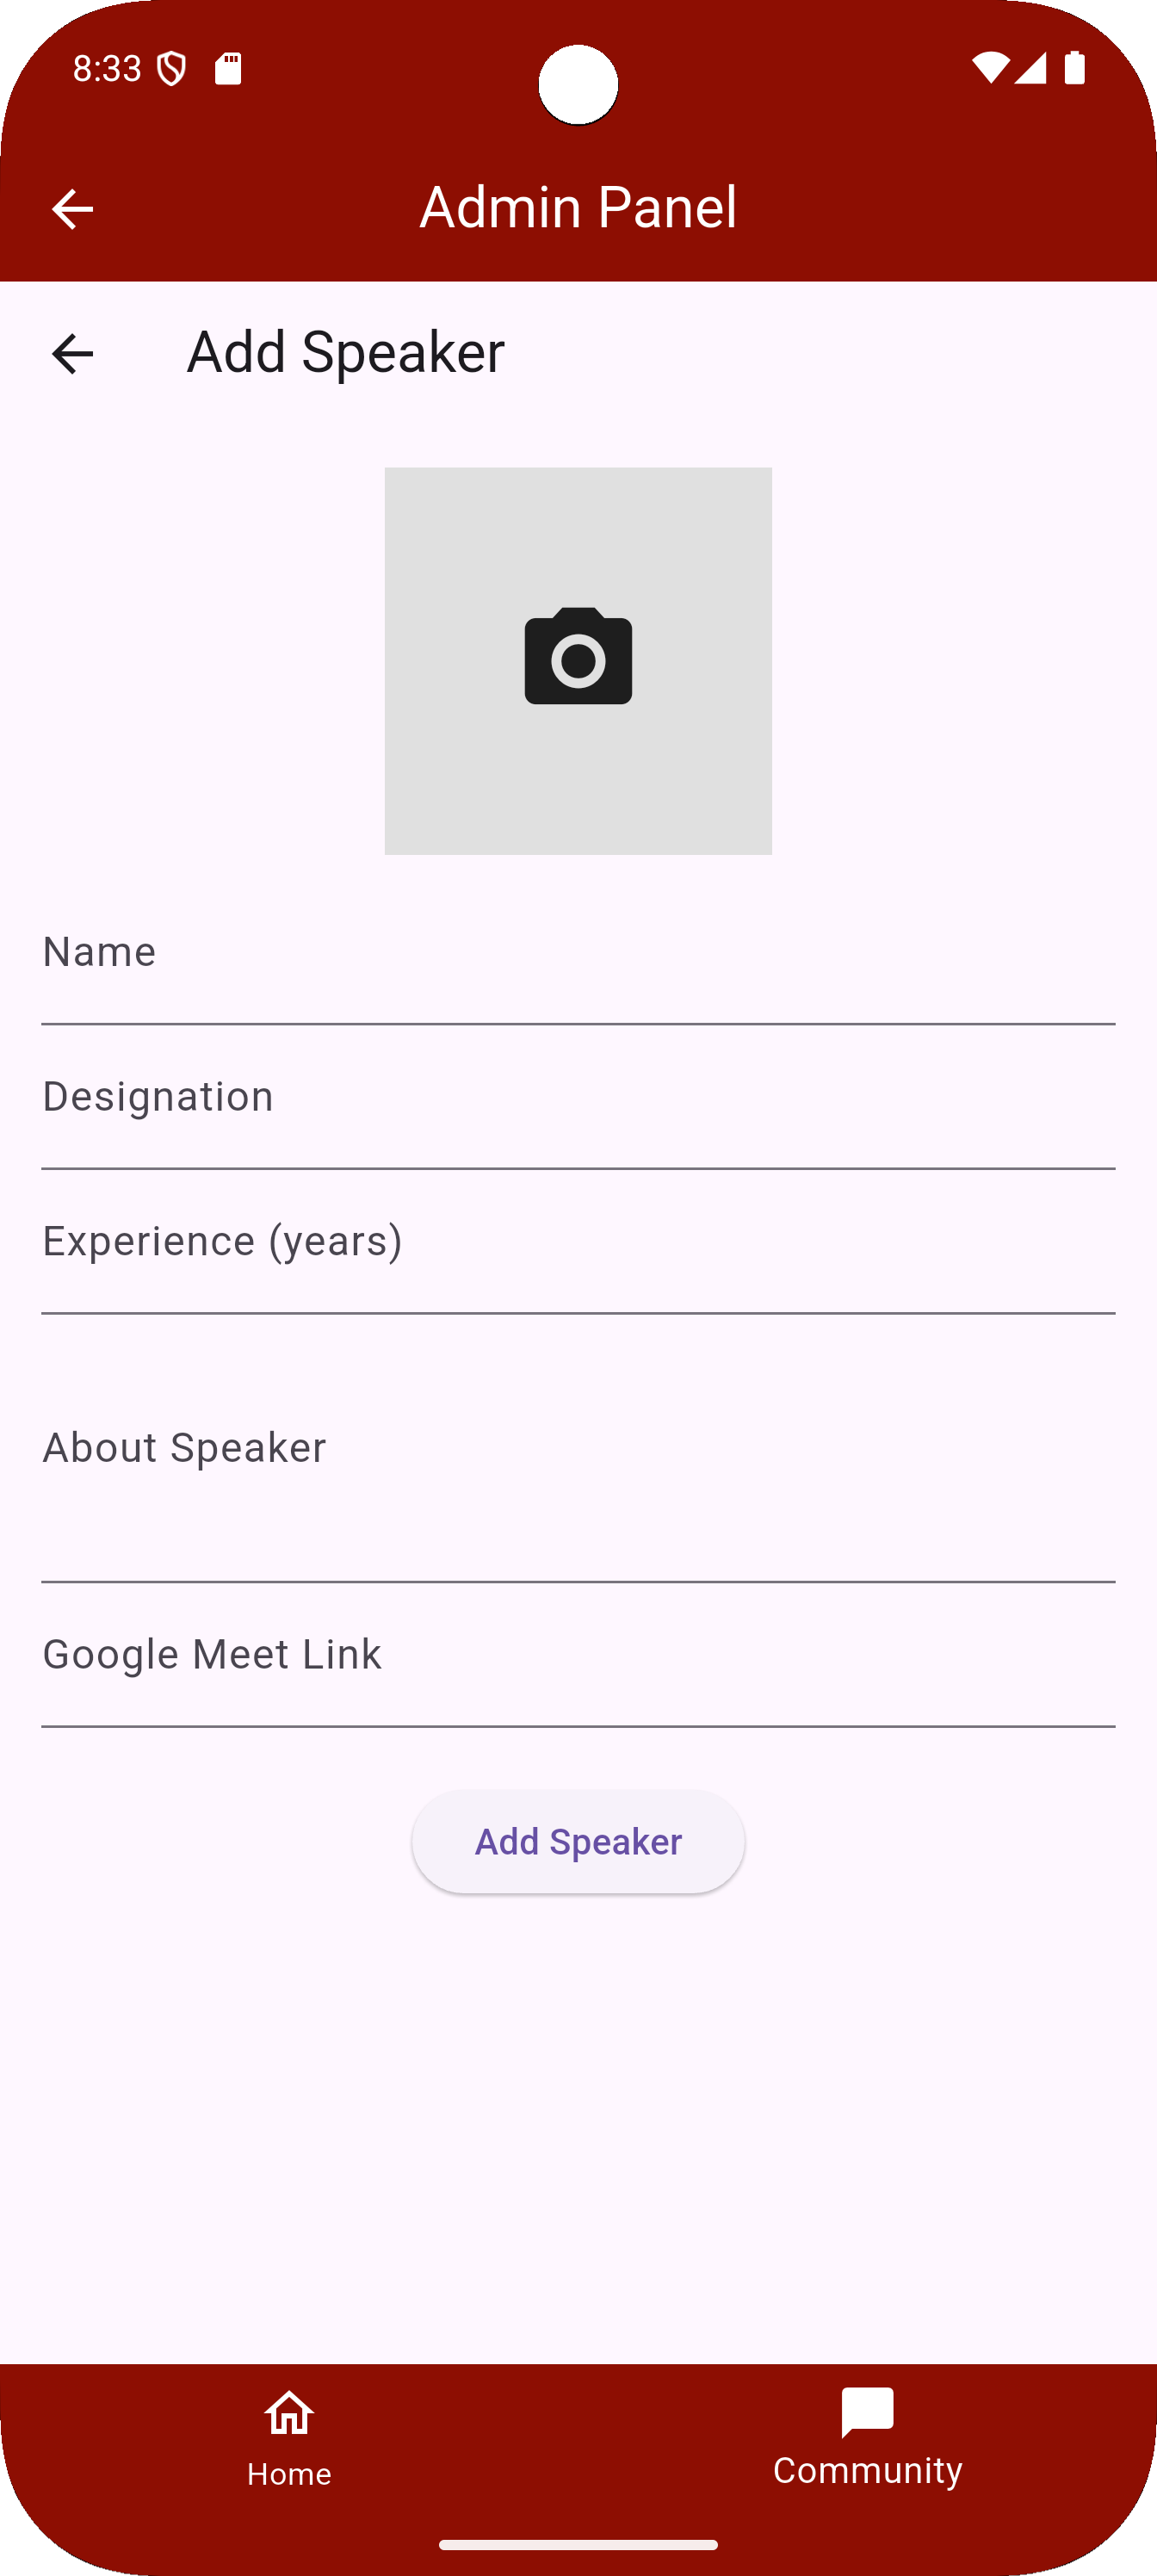 8:33
Admin Panel
Add Speaker
Name
Designation
Experience (years)
About Speaker
Google Meet Link
Add Speaker
Home
Community